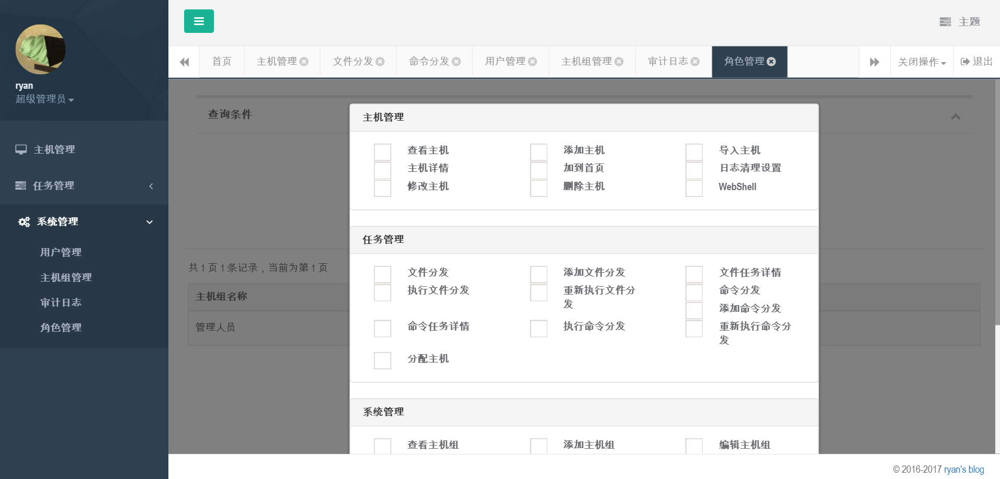 ryan
超级管理员
主机管理
任务管理
系统管理
用户管理
主机组管理
审计日志
角色管理
主题
首页 主机管理 文件分发 命令分发 用户管理 主机组管理 审计日志 角色管理 关闭操作 退出
查询条件
共 1 页 1 条记录，当前为第 1 页
主机组名称
管理人员
主机管理
查看主机 添加主机 导入主机
主机详情 加到首页 日志清理设置
修改主机 删除主机 WebShell
任务管理
文件分发 添加文件分发 文件任务详情
执行文件分发 重新执行文件分 命令分发
发
添加命令分发
命令任务详情 执行命令分发 重新执行命令分
发
分配主机
系统管理
查看主机组 添加主机组 编辑主机组
© 2016-2017 ryan's blog